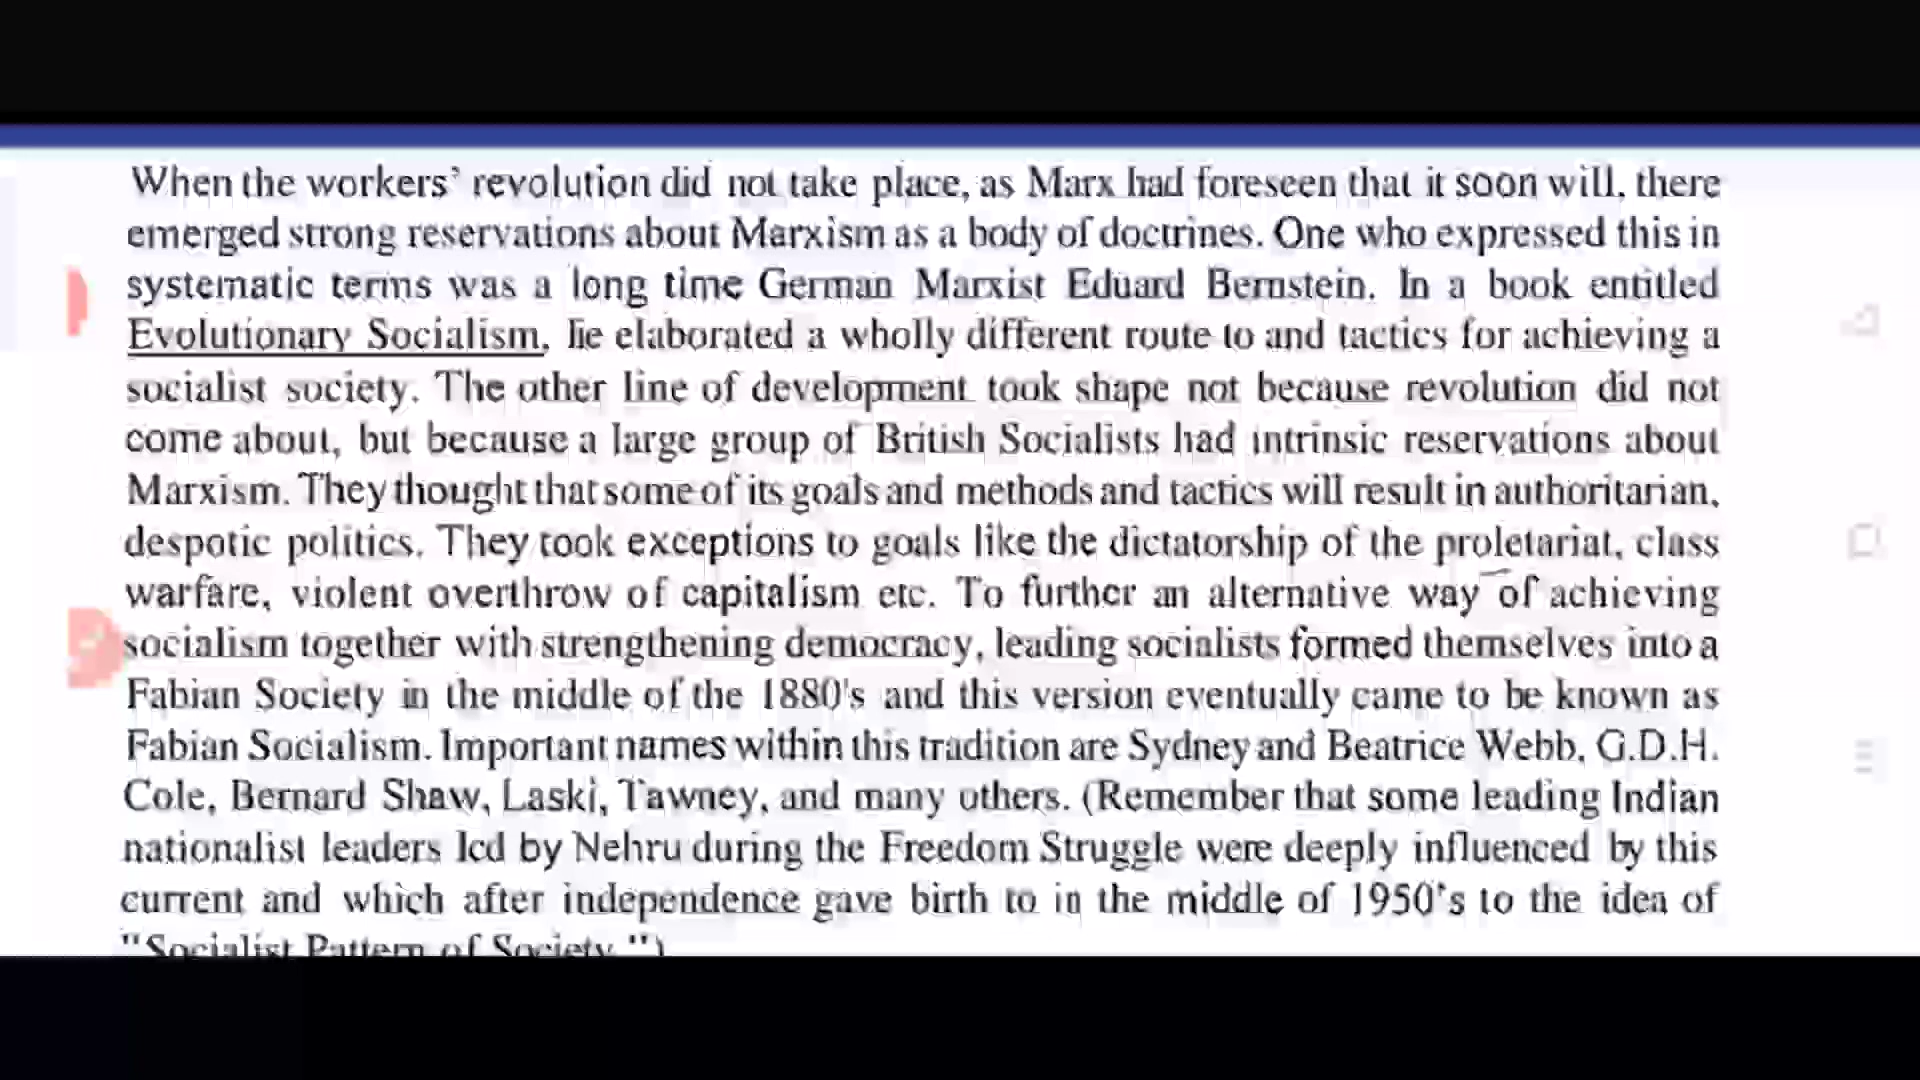 When the workers' revolution did not take place, as Marx had foreseen that it soon will, there
emerged strong reservations about Marxism as a body of doctrines. One who expressed this in
systematic terms was a long time German Marxist Eduard Bernstein. In a book entitled
Evolutionary Socialism, lie elaborated a wholly different route to and tactics for achieving a
socialist society. The other line of development took shape not because revolution did not
come about, but because a large group of British Socialists had intrinsic reservations about
Marxism. They thought that some of its goals and methods and tactics will result in authoritarian,
despotic politics. They took exceptions to goals like the dictatorship of the proletariat, class
warfare, violent overthrow of capitalism etc. To further an alternative way of achieving
socialism together with strengthening democracy, leading socialists formed themselves into a
Fabian Society in the middle of the 1880's and this version eventually came to be known as
Fabian Socialism. Important names within this tradition are Sydney and Beatrice Webb, G.D.H.
Cole, Bernard Shaw, Laski, Tawney, and many others. (Remember that some leading Indian
nationalist leaders lcd by Nehru during the Freedom Struggle were deeply influenced by this
current and which after independence gave birth to in the middle of 1950's to the idea of
"Socialist Pattern of Society.")